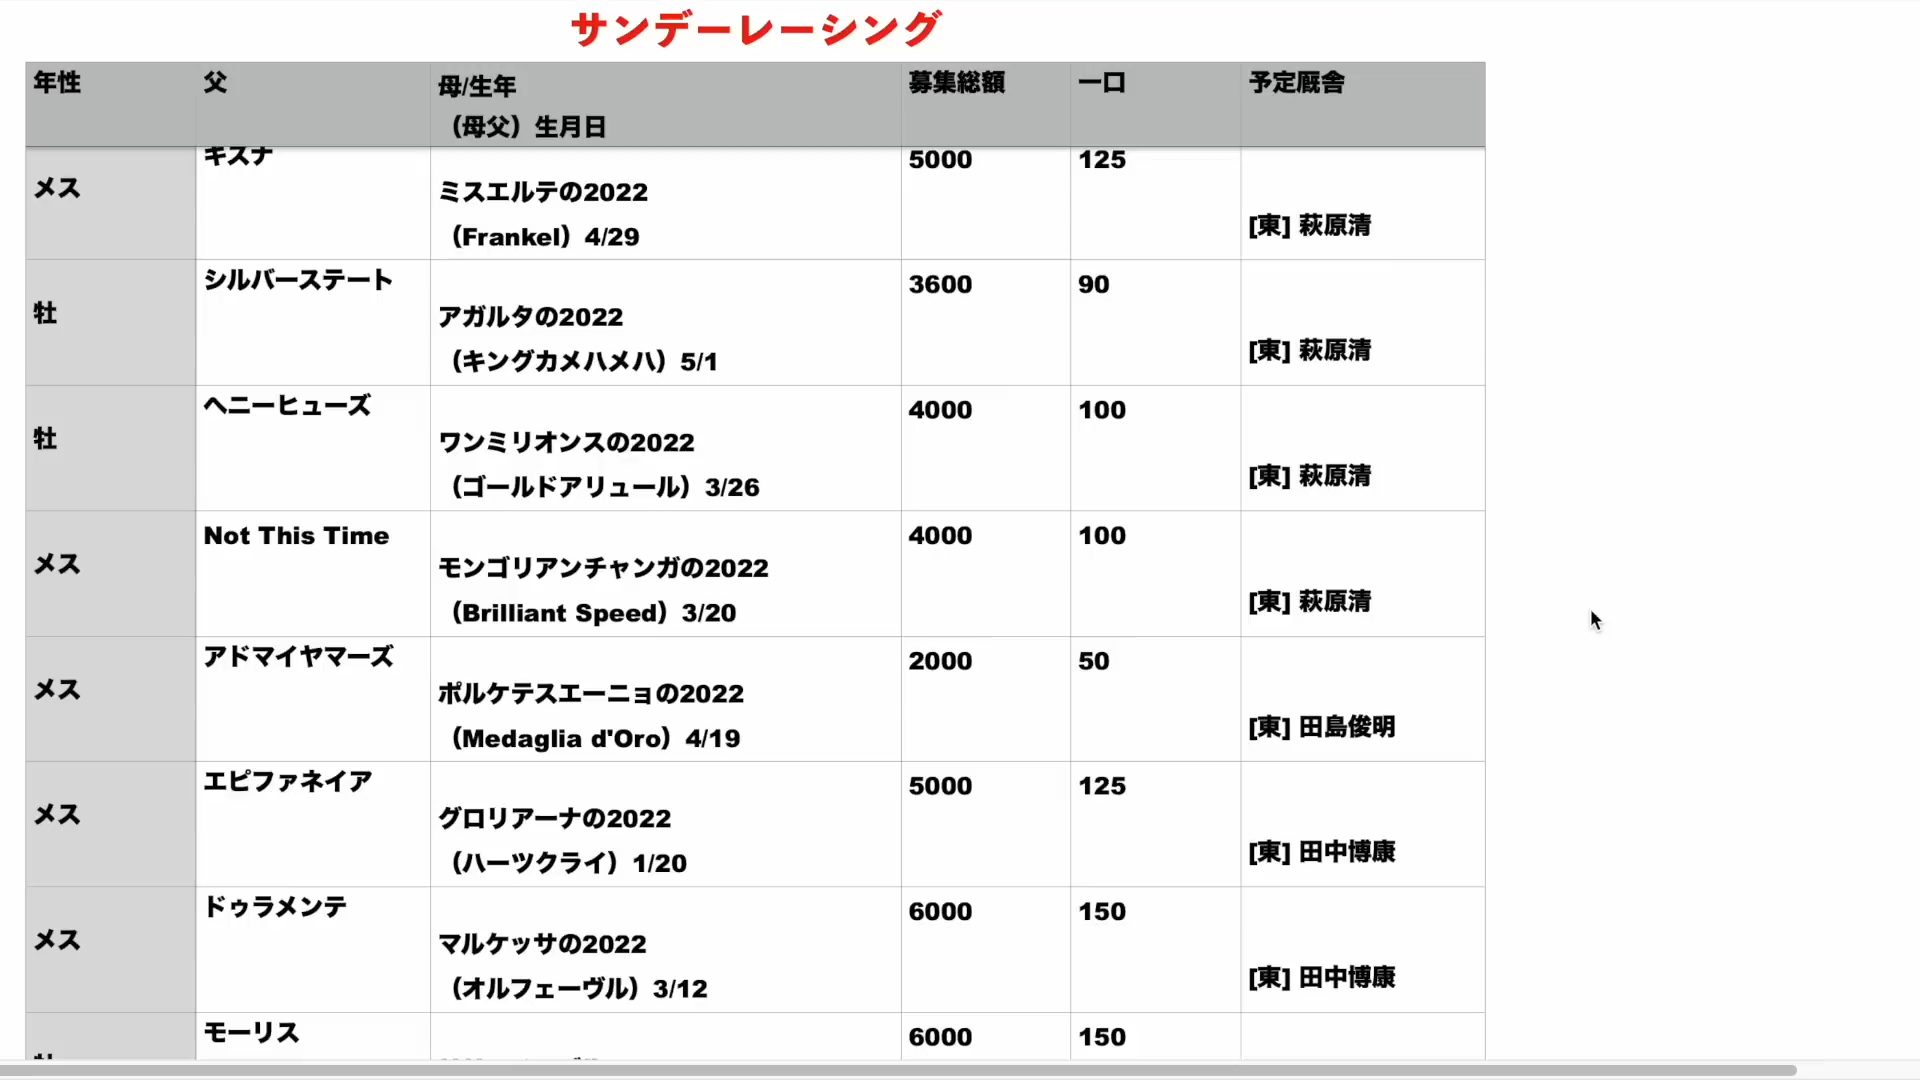 サンデーレーシング
年性 父 母/生年 募集総額 一口 予定厩舎
（母父）生月日
キズナ 5000 125
メス ミスエルテの2022
（Frankel）4/29 [東] 萩原清
シルバーステート 3600 90
牡 アガルタの2022
（キングカメハメハ）5/1 [東] 萩原清
ヘニーヒューズ 4000 100
牡 ワンミリオンスの2022
（ゴールドアリュール）3/26 [東] 萩原清
Not This Time 4000 100
メス モンゴリアンチャンガの2022
（Brilliant Speed）3/20 [東] 萩原清
アドマイヤマーズ 2000 50
メス ポルケテスエーニョの2022
（Medaglia d'Oro）4/19 [東] 田島俊明
エピファネイア 5000 125
メス グロリアーナの2022
（ハーツクライ）1/20 [東] 田中博康
ドゥラメンテ 6000 150
メス マルケッサの2022
（オルフェーヴル）3/12 [東] 田中博康
モーリス 6000 150